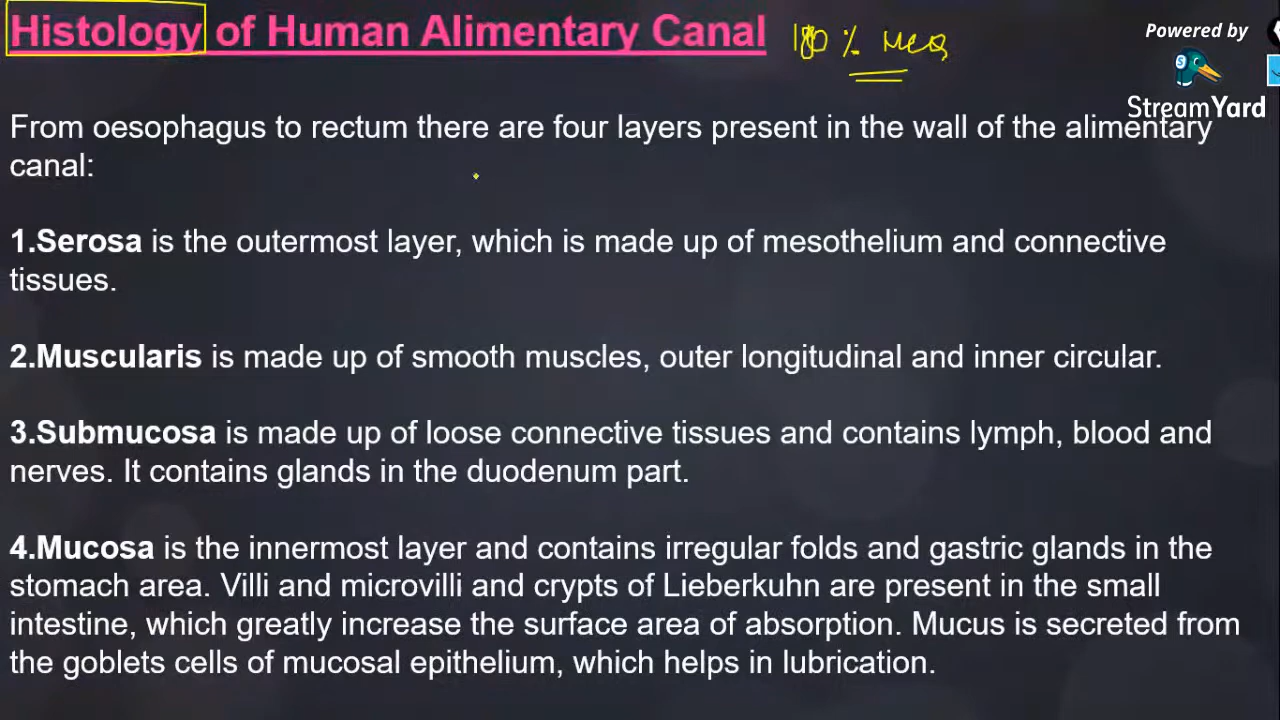 Histology of Human Alimentary Canal
% MCQ
Powered by
StreamYard
From oesophagus to rectum there are four layers present in the wall of the alimentary
canal:
1.Serosa is the outermost layer, which is made up of mesothelium and connective
tissues.
2.Muscularis is made up of smooth muscles, outer longitudinal and inner circular.
3.Submucosa is made up of loose connective tissues and contains lymph, blood and
nerves. It contains glands in the duodenum part.
4.Mucosa is the innermost layer and contains irregular folds and gastric glands in the
stomach area. Villi and microvilli and crypts of Lieberkuhn are present in the small
intestine, which greatly increase the surface area of absorption. Mucus is secreted from
the goblets cells of mucosal epithelium, which helps in lubrication.